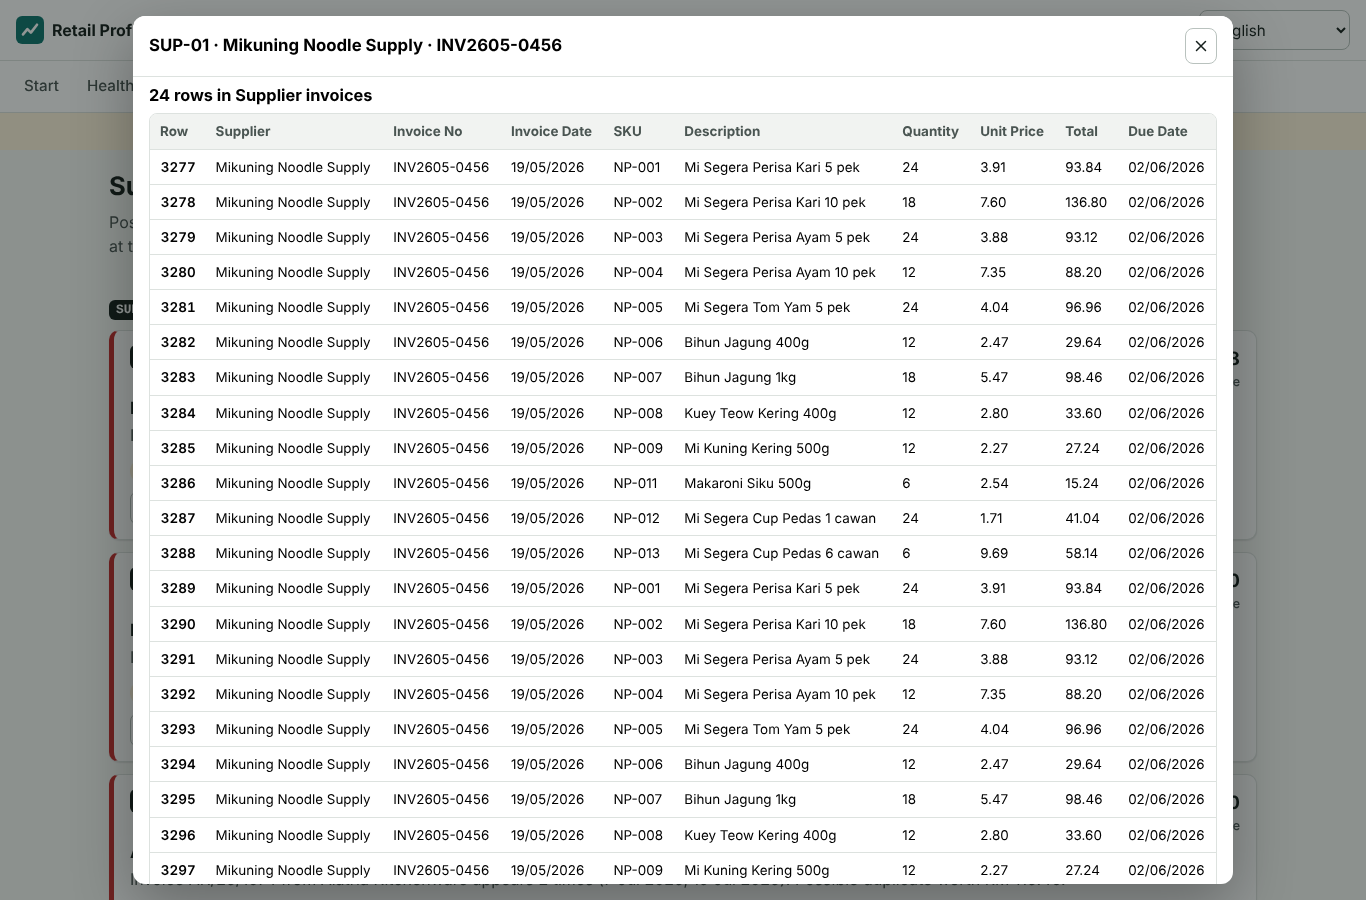 Retail Prof
glish
Start Health
SUP-01 · Mikuning Noodle Supply · INV2605-0456
24 rows in Supplier invoices
Row Supplier Invoice No Invoice Date SKU Description Quantity Unit Price Total Due Date
3277 Mikuning Noodle Supply INV2605-0456 19/05/2026 NP-001 Mi Segera Perisa Kari 5 pek 24 3.91 93.84 02/06/2026
3278 Mikuning Noodle Supply INV2605-0456 19/05/2026 NP-002 Mi Segera Perisa Kari 10 pek 18 7.60 136.80 02/06/2026
3279 Mikuning Noodle Supply INV2605-0456 19/05/2026 NP-003 Mi Segera Perisa Ayam 5 pek 24 3.88 93.12 02/06/2026
3280 Mikuning Noodle Supply INV2605-0456 19/05/2026 NP-004 Mi Segera Perisa Ayam 10 pek 12 7.35 88.20 02/06/2026
3281 Mikuning Noodle Supply INV2605-0456 19/05/2026 NP-005 Mi Segera Tom Yam 5 pek 24 4.04 96.96 02/06/2026
3282 Mikuning Noodle Supply INV2605-0456 19/05/2026 NP-006 Bihun Jagung 400g 12 2.47 29.64 02/06/2026
3283 Mikuning Noodle Supply INV2605-0456 19/05/2026 NP-007 Bihun Jagung 1kg 18 5.47 98.46 02/06/2026
3284 Mikuning Noodle Supply INV2605-0456 19/05/2026 NP-008 Kuey Teow Kering 400g 12 2.80 33.60 02/06/2026
3285 Mikuning Noodle Supply INV2605-0456 19/05/2026 NP-009 Mi Kuning Kering 500g 12 2.27 27.24 02/06/2026
3286 Mikuning Noodle Supply INV2605-0456 19/05/2026 NP-011 Makaroni Siku 500g 6 2.54 15.24 02/06/2026
3287 Mikuning Noodle Supply INV2605-0456 19/05/2026 NP-012 Mi Segera Cup Pedas 1 cawan 24 1.71 41.04 02/06/2026
3288 Mikuning Noodle Supply INV2605-0456 19/05/2026 NP-013 Mi Segera Cup Pedas 6 cawan 6 9.69 58.14 02/06/2026
3289 Mikuning Noodle Supply INV2605-0456 19/05/2026 NP-001 Mi Segera Perisa Kari 5 pek 24 3.91 93.84 02/06/2026
3290 Mikuning Noodle Supply INV2605-0456 19/05/2026 NP-002 Mi Segera Perisa Kari 10 pek 18 7.60 136.80 02/06/2026
3291 Mikuning Noodle Supply INV2605-0456 19/05/2026 NP-003 Mi Segera Perisa Ayam 5 pek 24 3.88 93.12 02/06/2026
3292 Mikuning Noodle Supply INV2605-0456 19/05/2026 NP-004 Mi Segera Perisa Ayam 10 pek 12 7.35 88.20 02/06/2026
3293 Mikuning Noodle Supply INV2605-0456 19/05/2026 NP-005 Mi Segera Tom Yam 5 pek 24 4.04 96.96 02/06/2026
3294 Mikuning Noodle Supply INV2605-0456 19/05/2026 NP-006 Bihun Jagung 400g 12 2.47 29.64 02/06/2026
3295 Mikuning Noodle Supply INV2605-0456 19/05/2026 NP-007 Bihun Jagung 1kg 18 5.47 98.46 02/06/2026
3296 Mikuning Noodle Supply INV2605-0456 19/05/2026 NP-008 Kuey Teow Kering 400g 12 2.80 33.60 02/06/2026
3297 Mikuning Noodle Supply INV2605-0456 19/05/2026 NP-009 Mi Kuning Kering 500g 12 2.27 27.24 02/06/2026